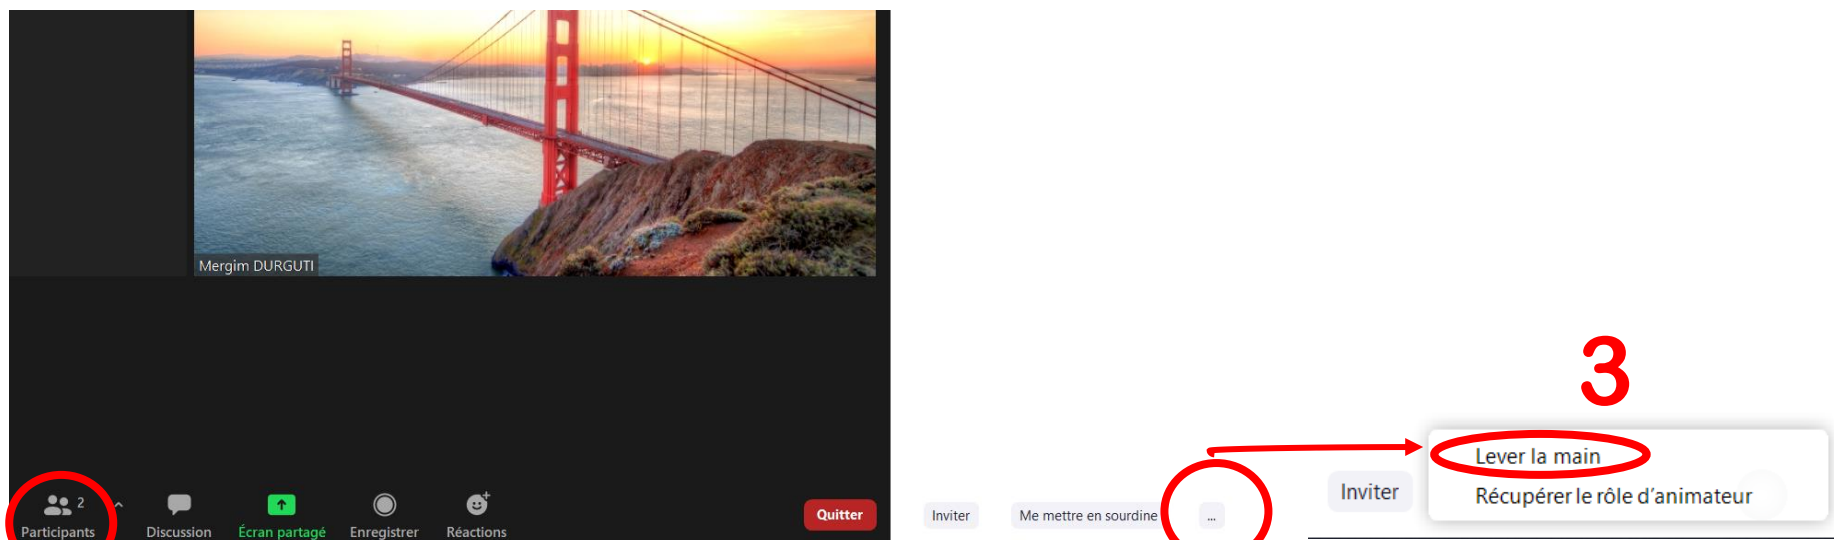 Mergim DURGUTI
2
Participants
Discussion
Écran partagé
Enregistrer
Réactions
Quitter
Inviter
Me mettre en sourdine
...
3
Lever la main
Inviter
Récupérer le rôle d'animateur